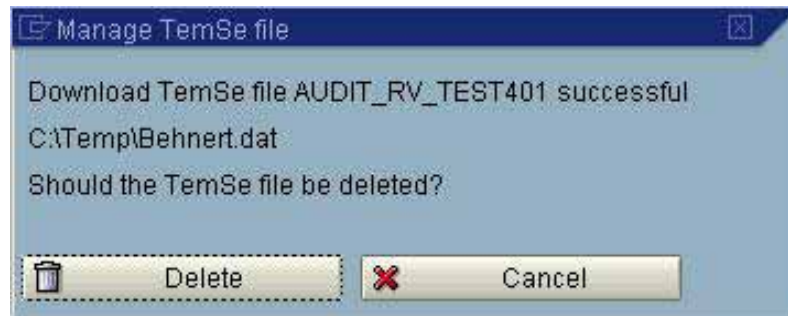 Manage TemSe file
Download TemSe file AUDIT_RV_TEST401 successful
C:\Temp\Behnert.dat
Should the TemSe file be deleted?
Delete Cancel